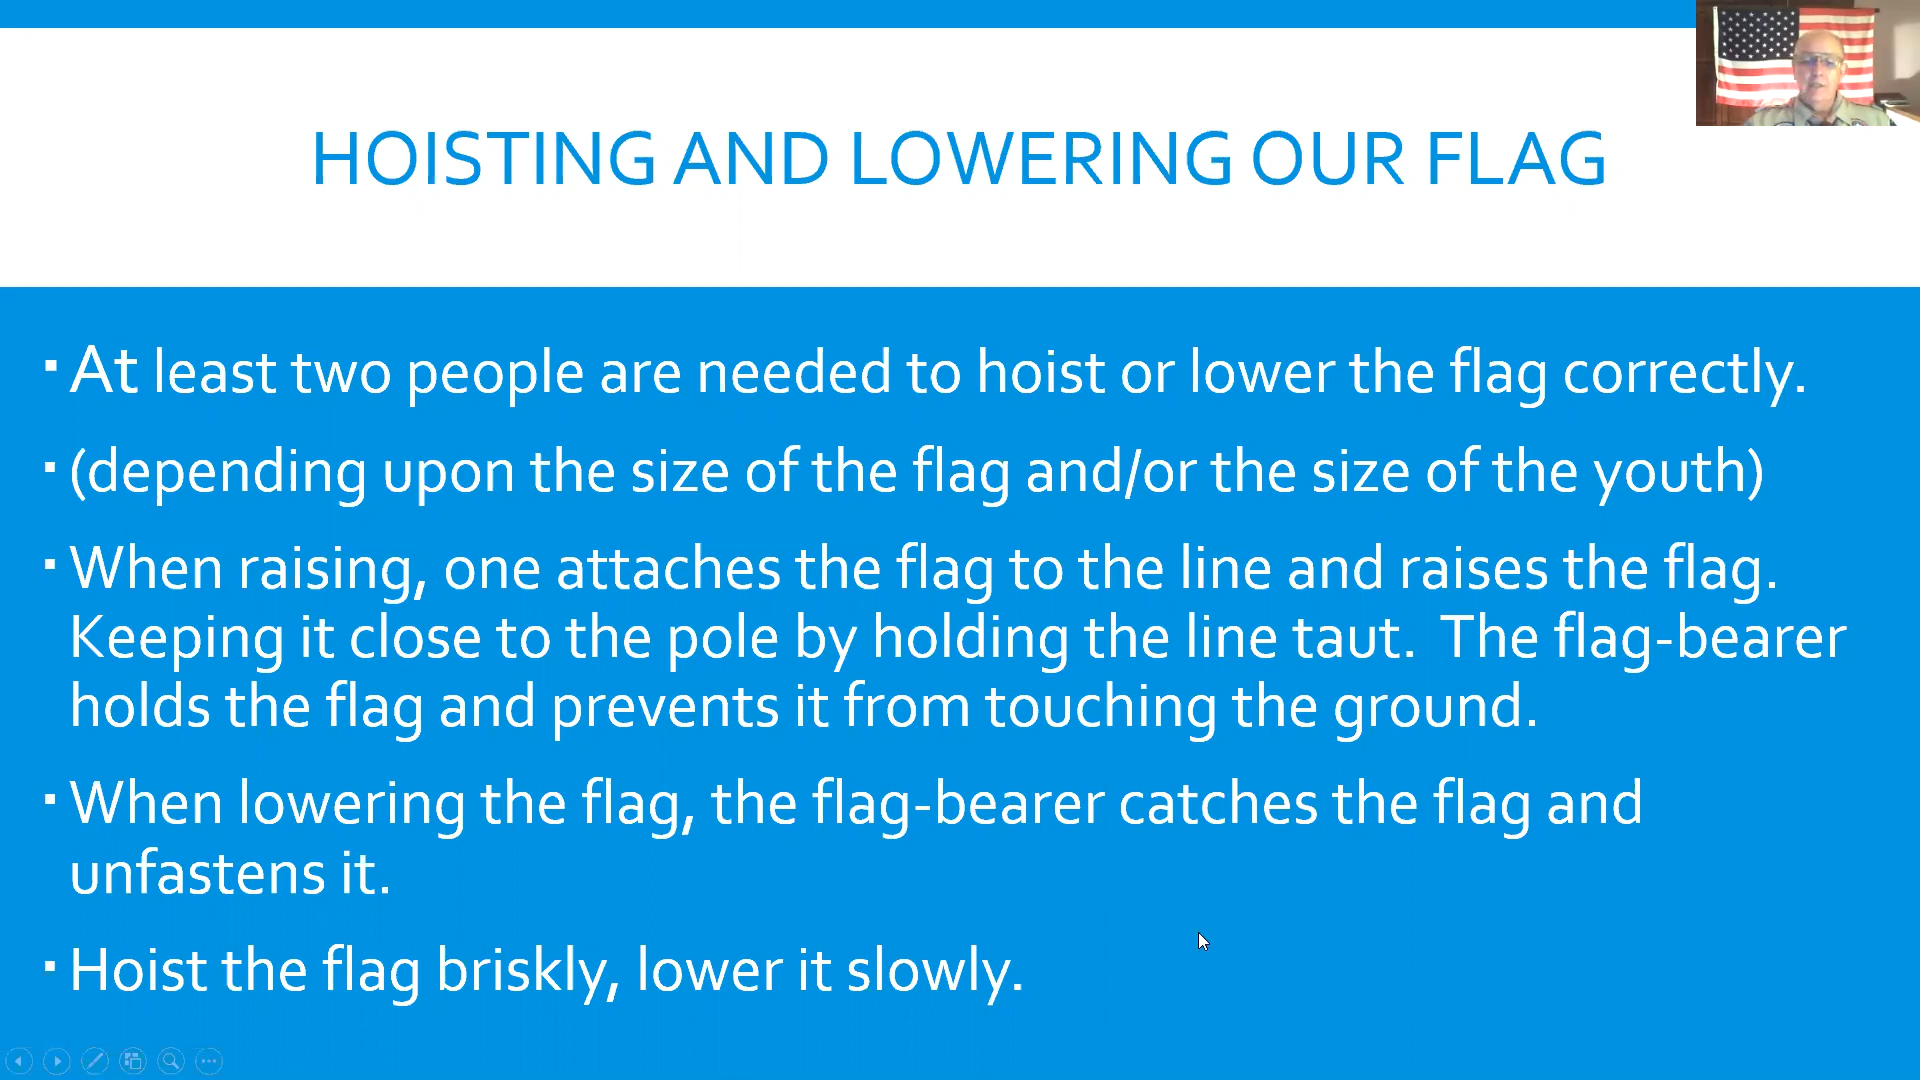 HOISTING AND LOWERING OUR FLAG
▪ At least two people are needed to hoist or lower the flag correctly.
▪ (depending upon the size of the flag and/or the size of the youth)
▪ When raising, one attaches the flag to the line and raises the flag.
Keeping it close to the pole by holding the line taut.  The flag-bearer
holds the flag and prevents it from touching the ground.
▪ When lowering the flag, the flag-bearer catches the flag and
unfastens it.
▪ Hoist the flag briskly, lower it slowly.